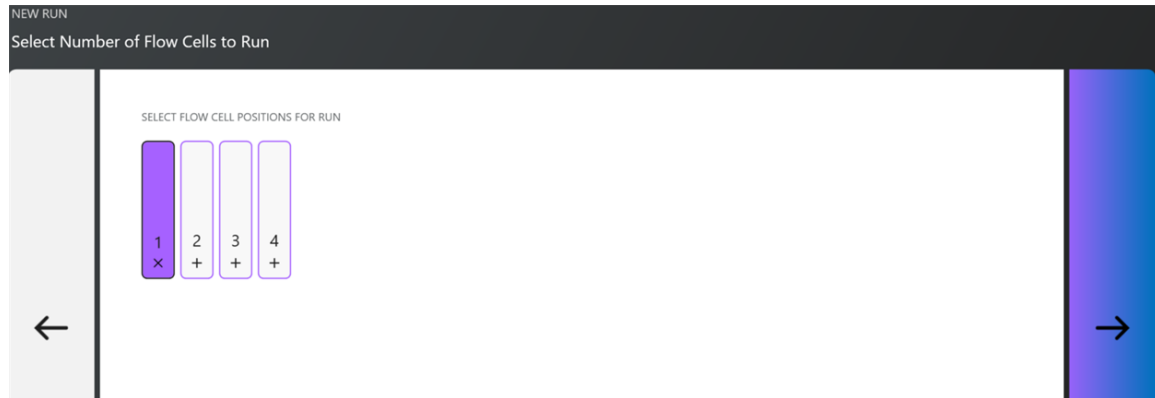 NEW RUN
Select Number of Flow Cells to Run
SELECT FLOW CELL POSITIONS FOR RUN
1 2 3 4
× + + +
← →